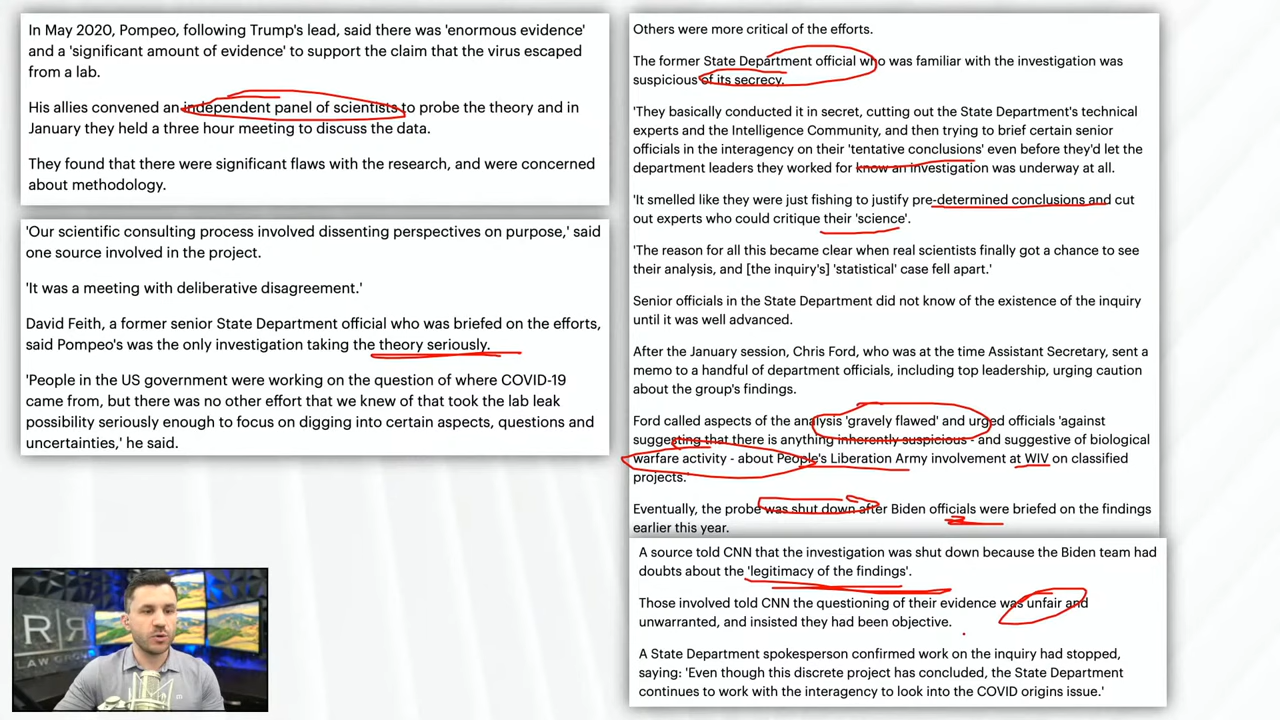 In May 2020, Pompeo, following Trump's lead, said there was 'enormous evidence'
and a 'significant amount of evidence' to support the claim that the virus escaped
from a lab.
His allies convened an independent panel of scientists to probe the theory and in
January they held a three hour meeting to discuss the data.
They found that there were significant flaws with the research, and were concerned
about methodology.
'Our scientific consulting process involved dissenting perspectives on purpose,' said
one source involved in the project.
'It was a meeting with deliberative disagreement.'
David Feith, a former senior State Department official who was briefed on the efforts,
said Pompeo's was the only investigation taking the theory seriously.
'People in the US government were working on the question of where COVID-19
came from, but there was no other effort that we knew of that took the lab leak
possibility seriously enough to focus on digging into certain aspects, questions and
uncertainties,' he said.
Others were more critical of the efforts.
The former State Department official who was familiar with the investigation was
suspicious of its secrecy.
'They basically conducted it in secret, cutting out the State Department's technical
experts and the Intelligence Community, and then trying to brief certain senior
officials in the interagency on their 'tentative conclusions' even before they'd let the
department leaders they worked for know an investigation was underway at all.
'It smelled like they were just fishing to justify pre-determined conclusions and cut
out experts who could critique their 'science'.
'The reason for all this became clear when real scientists finally got a chance to see
their analysis, and [the inquiry's] 'statistical' case fell apart.'
Senior officials in the State Department did not know of the existence of the inquiry
until it was well advanced.
After the January session, Chris Ford, who was at the time Assistant Secretary, sent a
memo to a handful of department officials, including top leadership, urging caution
about the group's findings.
Ford called aspects of the analysis 'gravely flawed' and urged officials 'against
suggesting that there is anything inherently suspicious - and suggestive of biological
warfare activity - about People's Liberation Army involvement at WIV on classified
projects.'
Eventually, the probe was shut down after Biden officials were briefed on the findings
earlier this year.
A source told CNN that the investigation was shut down because the Biden team had
doubts about the 'legitimacy of the findings'.
Those involved told CNN the questioning of their evidence was unfair and
unwarranted, and insisted they had been objective.
A State Department spokesperson confirmed work on the inquiry had stopped,
saying: 'Even though this discrete project has concluded, the State Department
continues to work with the interagency to look into the COVID origins issue.'
R|R
LAW GROUP